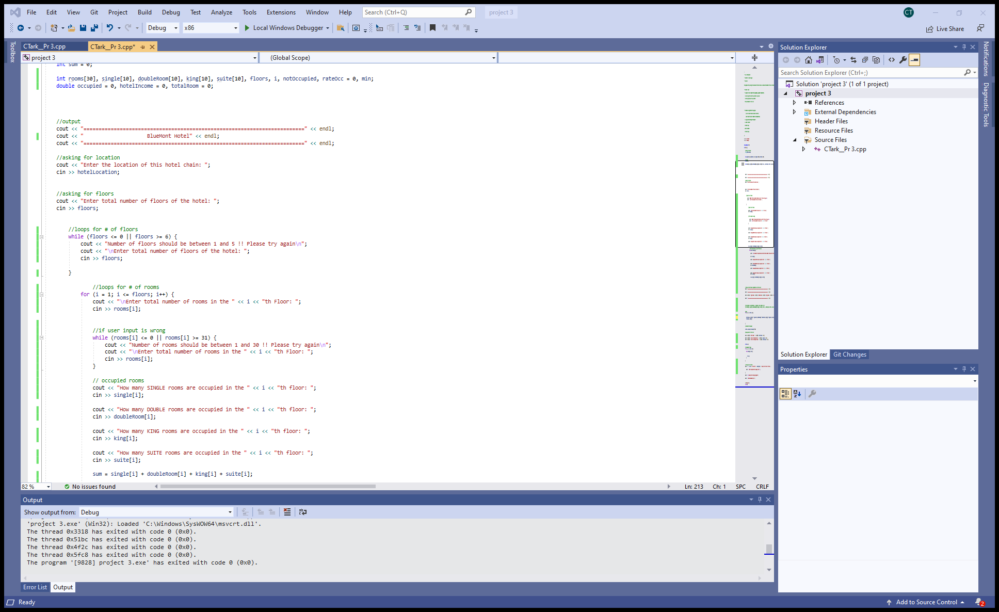 File Edit View Git Project Build Debug Test Analyze Tools Extensions Window Help Search (Ctrl+Q) project 3 CT
Debug x86 Local Windows Debugger Live Share
Toolbox
CTark__Pr 3.cpp CTark__Pr 3.cpp*
project 3 (Global Scope)
int sum = 0;
int rooms[30], single[10], doubleRoom[10], king[10], suite[10], floors, i, notOccupied, rateOcc = 0, min;
double occupied = 0, hotelIncome = 0, totalRoom = 0;
//output
cout << "=========================================================================" << endl;
cout << "                     BlueMont Hotel" << endl;
cout << "=========================================================================" << endl;
//asking for location
cout << "Enter the location of this hotel chain: ";
cin >> hotelLocation;
//asking for floors
cout << "Enter total number of floors of the hotel: ";
cin >> floors;
//loops for # of floors
while (floors <= 0 || floors >= 6) {
cout << "Number of floors should be between 1 and 5 !! Please try again\n";
cout << "\nEnter total number of floors of the hotel: ";
cin >> floors;
}
//loops for # of rooms
for (i = 1; i <= floors; i++) {
cout << "\nEnter total number of rooms in the " << i << "th Floor: ";
cin >> rooms[i];
//if user input is wrong
while (rooms[i] <= 0 || rooms[i] >= 31) {
cout << "Number of rooms should be between 1 and 30 !! Please try again\n";
cout << "\nEnter total number of rooms in the " << i << "th Floor: ";
cin >> rooms[i];
}
// occupied rooms
cout << "How many SINGLE rooms are occupied in the " << i << "th floor: ";
cin >> single[i];
cout << "How many DOUBLE rooms are occupied in the " << i << "th floor: ";
cin >> doubleRoom[i];
cout << "How many KING rooms are occupied in the " << i << "th floor: ";
cin >> king[i];
cout << "How many SUITE rooms are occupied in the " << i << "th floor: ";
cin >> suite[i];
sum = single[i] + doubleRoom[i] + king[i] + suite[i];
82 % No issues found Ln: 213 Ch: 1 SPC CRLF
Output
Show output from: Debug
'project 3.exe' (Win32): Loaded 'C:\Windows\SysWOW64\msvcrt.dll'.
The thread 0x3318 has exited with code 0 (0x0).
The thread 0x51bc has exited with code 0 (0x0).
The thread 0x4f2c has exited with code 0 (0x0).
The thread 0x5fc8 has exited with code 0 (0x0).
The program '[9828] project 3.exe' has exited with code 0 (0x0).
Error List Output
Solution Explorer
Search Solution Explorer (Ctrl+;)
Solution 'project 3' (1 of 1 project)
project 3
References
External Dependencies
Header Files
Resource Files
Source Files
CTark__Pr 3.cpp
Solution Explorer Git Changes
Properties
Notifications
Diagnostic Tools
Ready Add to Source Control 2